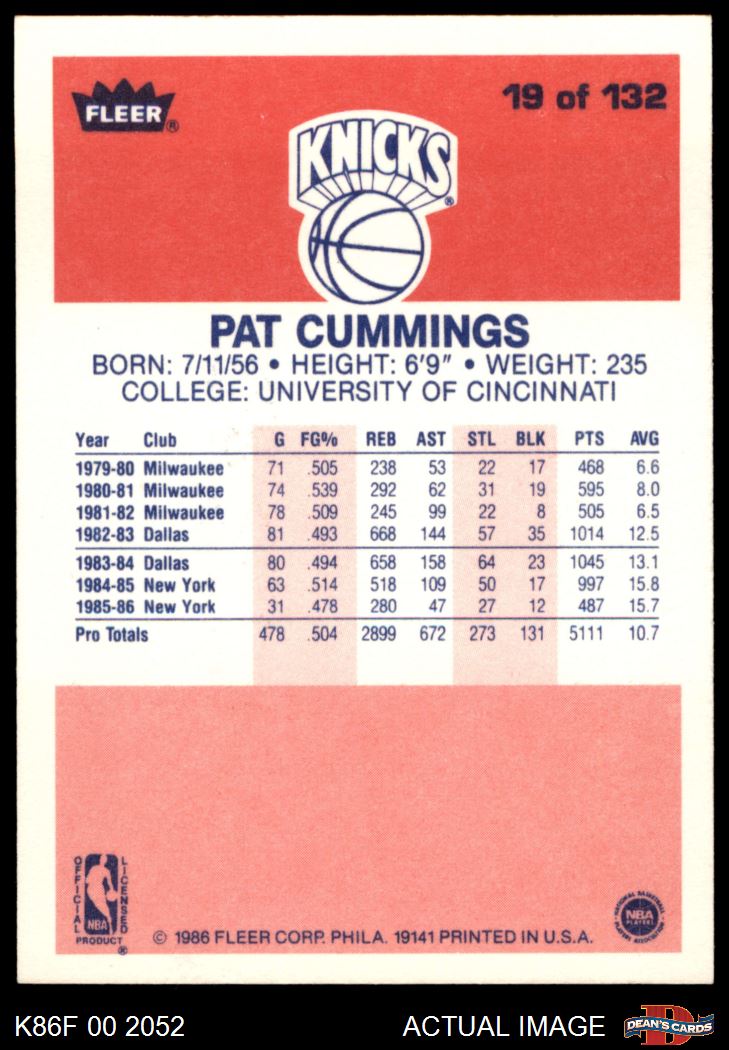 FLEER ®
19 of 132
KNICKS ®
PAT CUMMINGS
BORN: 7/11/56 • HEIGHT: 6'9" • WEIGHT: 235
COLLEGE: UNIVERSITY OF CINCINNATI
Year Club G FG% REB AST STL BLK PTS AVG
1979-80 Milwaukee 71 .505 238 53 22 17 468 6.6
1980-81 Milwaukee 74 .539 292 62 31 19 595 8.0
1981-82 Milwaukee 78 .509 245 99 22 8 505 6.5
1982-83 Dallas 81 .493 668 144 57 35 1014 12.5
1983-84 Dallas 80 .494 658 158 64 23 1045 13.1
1984-85 New York 63 .514 518 109 50 17 997 15.8
1985-86 New York 31 .478 280 47 27 12 487 15.7
Pro Totals 478 .504 2899 672 273 131 5111 10.7
OFFICIAL LICENSED
NBA
PRODUCT ®
© 1986 FLEER CORP. PHILA. 19141 PRINTED IN U.S.A.
NATIONAL BASKETBALL
NBA
PLAYERS
PLAYERS ASSOCIATION
K86F 00 2052
ACTUAL IMAGE
D
DEAN'S CARDS